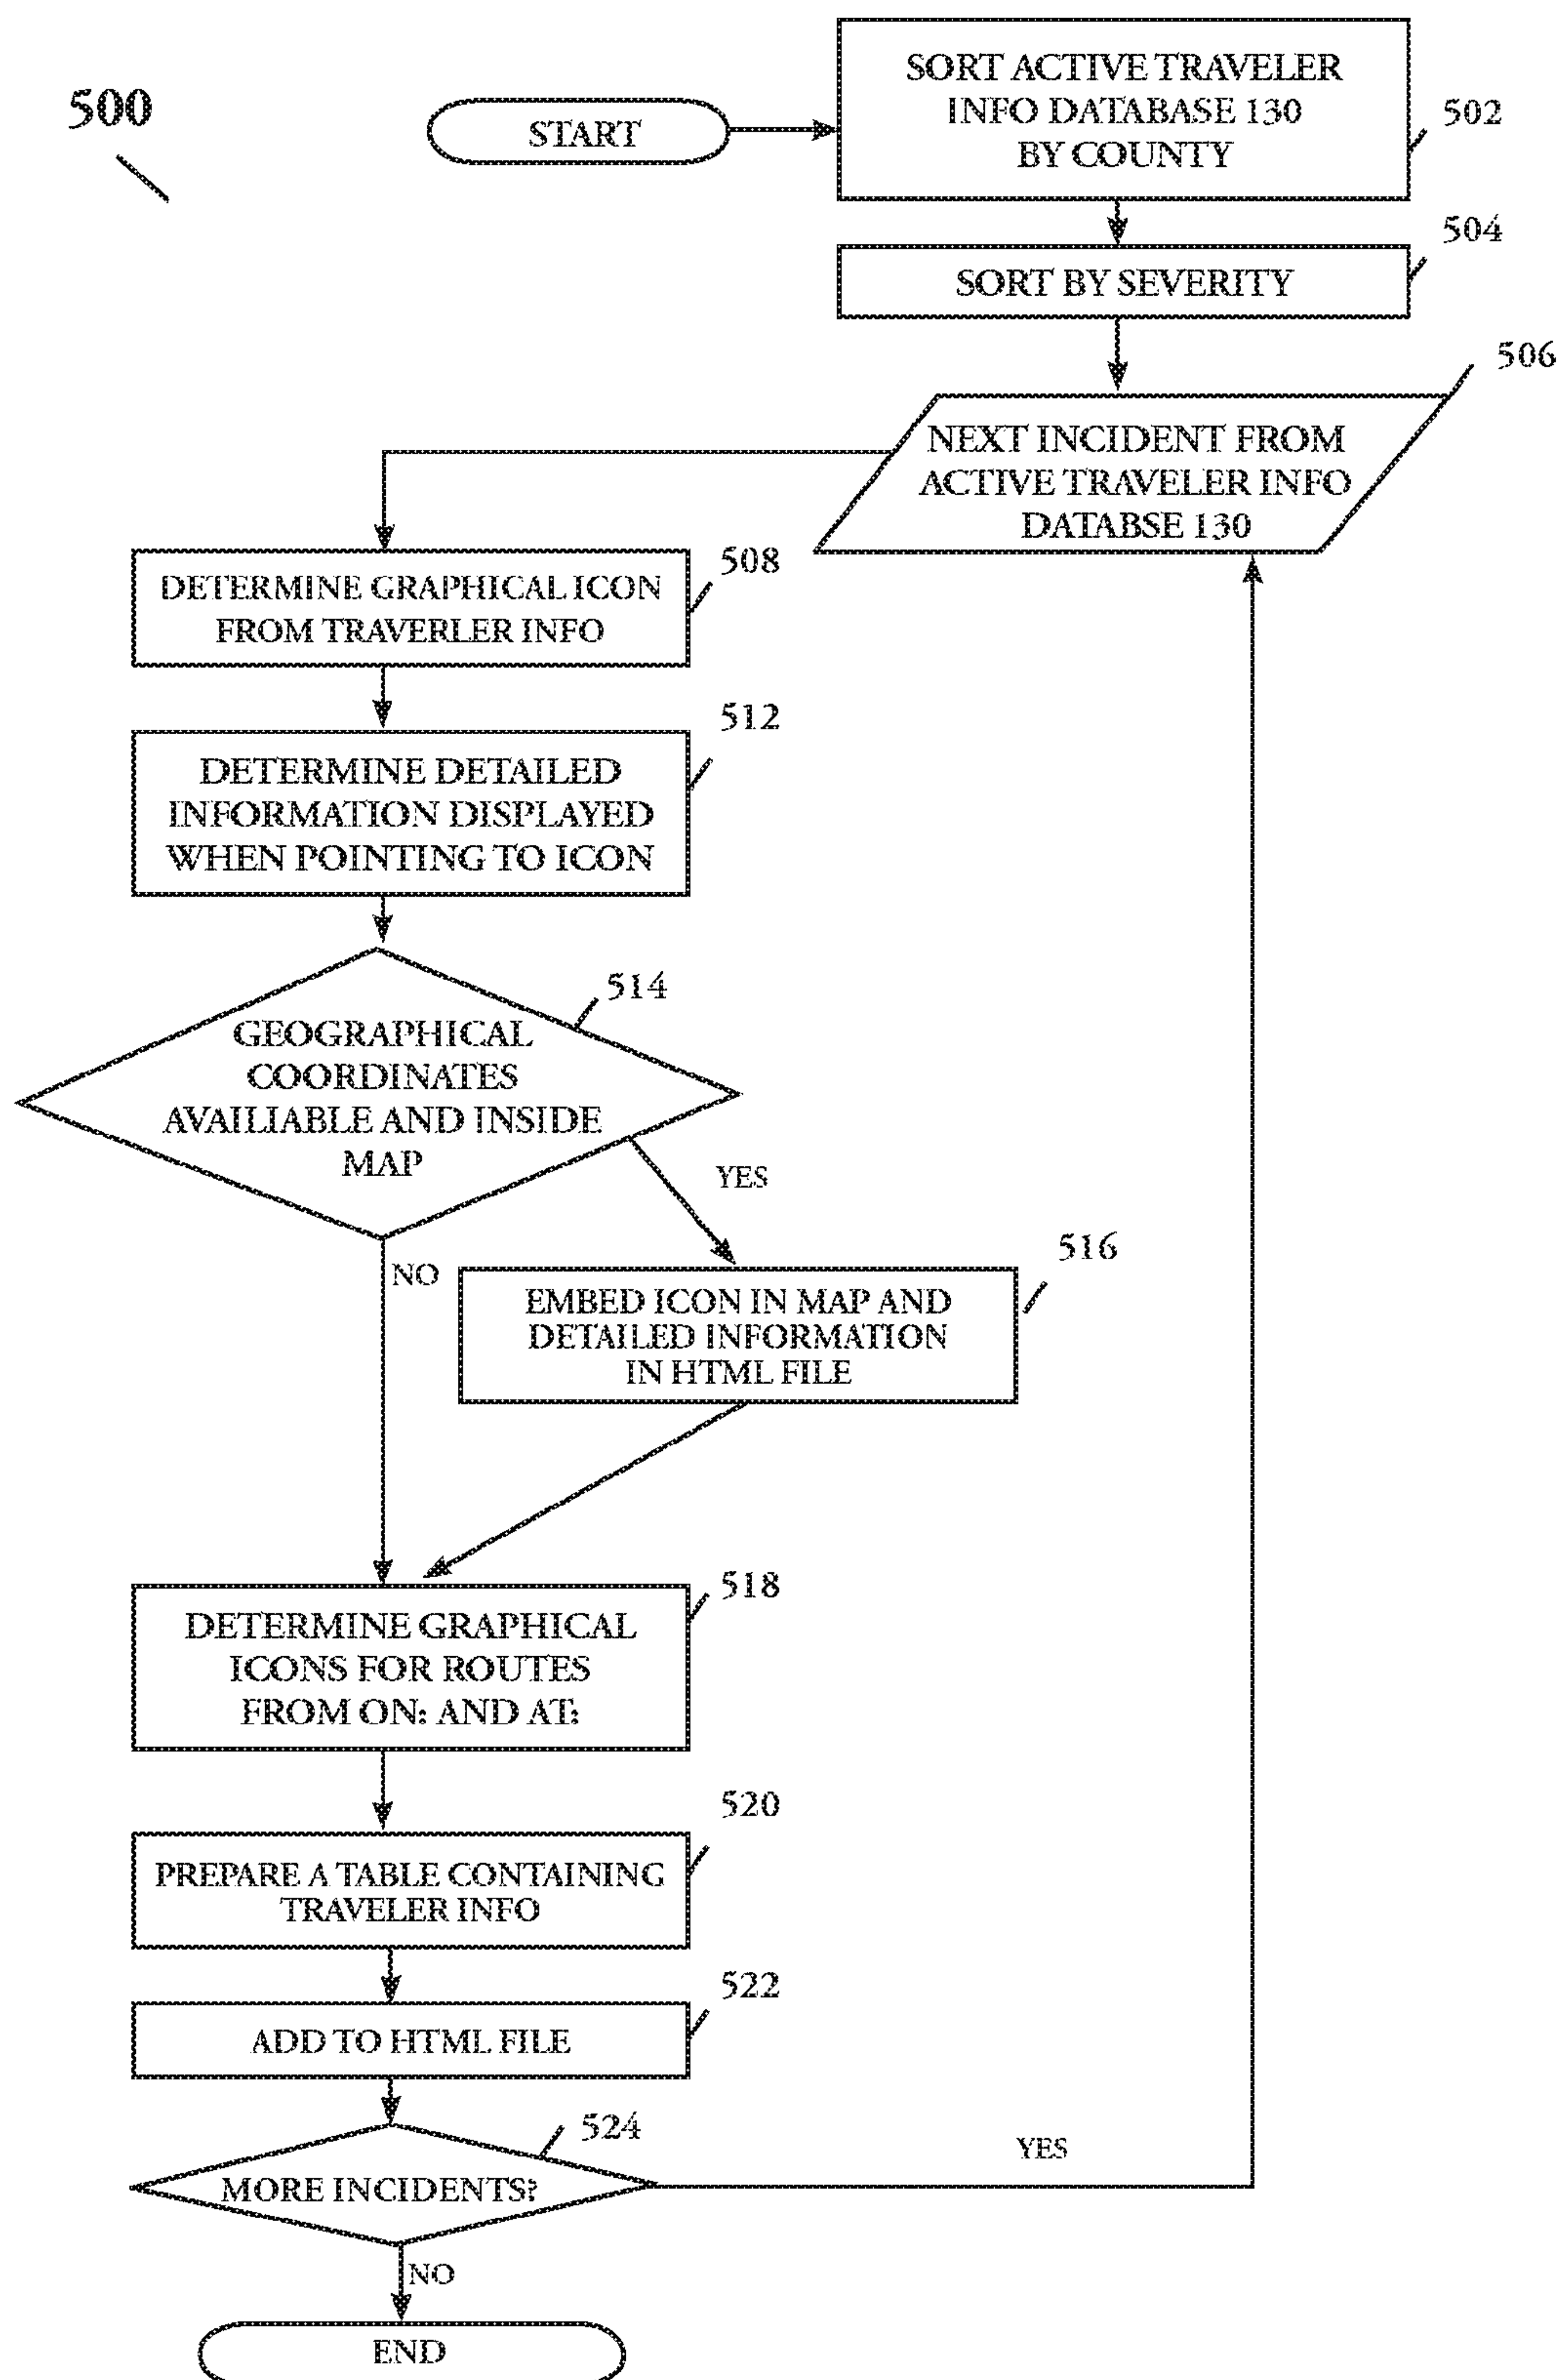 500
START
SORT ACTIVE TRAVELER
INFO DATABASE 130
BY COUNTY
502
504
SORT BY SEVERITY
506
NEXT INCIDENT FROM
ACTIVE TRAVELER INFO
DATABSE 130
508
DETERMINE GRAPHICAL ICON
FROM TRAVERLER INFO
512
DETERMINE DETAILED
INFORMATION DISPLAYED
WHEN POINTING TO ICON
514
GEOGRAPHICAL
COORDINATES
AVAILIABLE AND INSIDE
MAP
YES
NO
516
EMBED ICON IN MAP AND
DETAILED INFORMATION
IN HTML FILE
518
DETERMINE GRAPHICAL
ICONS FOR ROUTES
FROM ON: AND AT:
520
PREPARE A TABLE CONTAINING
TRAVELER INFO
522
ADD TO HTML FILE
524
MORE INCIDENTS?
YES
NO
END